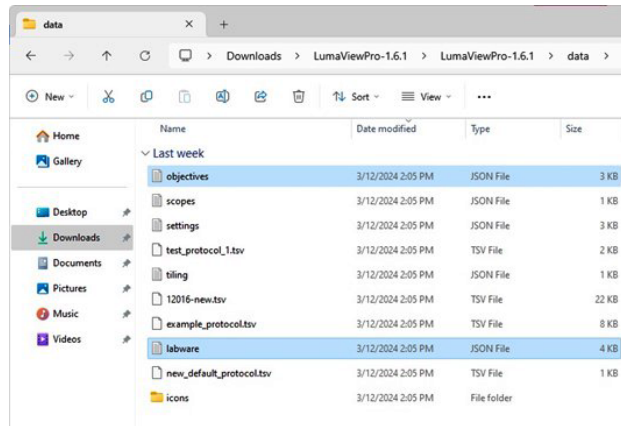 data
Downloads > LumaViewPro-1.6.1 > LumaViewPro-1.6.1 > data >
New Sort View ...
Home
Gallery
Desktop
Downloads
Documents
Pictures
Music
Videos
Name Date modified Type Size
Last week
objectives 3/12/2024 2:05 PM JSON File 3 KB
scopes 3/12/2024 2:05 PM JSON File 1 KB
settings 3/12/2024 2:05 PM JSON File 3 KB
test_protocol_1.tsv 3/12/2024 2:05 PM TSV File 2 KB
tiling 3/12/2024 2:05 PM JSON File 1 KB
12016-new.tsv 3/12/2024 2:05 PM TSV File 22 KB
example_protocol.tsv 3/12/2024 2:05 PM TSV File 8 KB
labware 3/12/2024 2:05 PM JSON File 4 KB
new_default_protocol.tsv 3/12/2024 2:05 PM TSV File 1 KB
icons 3/12/2024 2:05 PM File folder